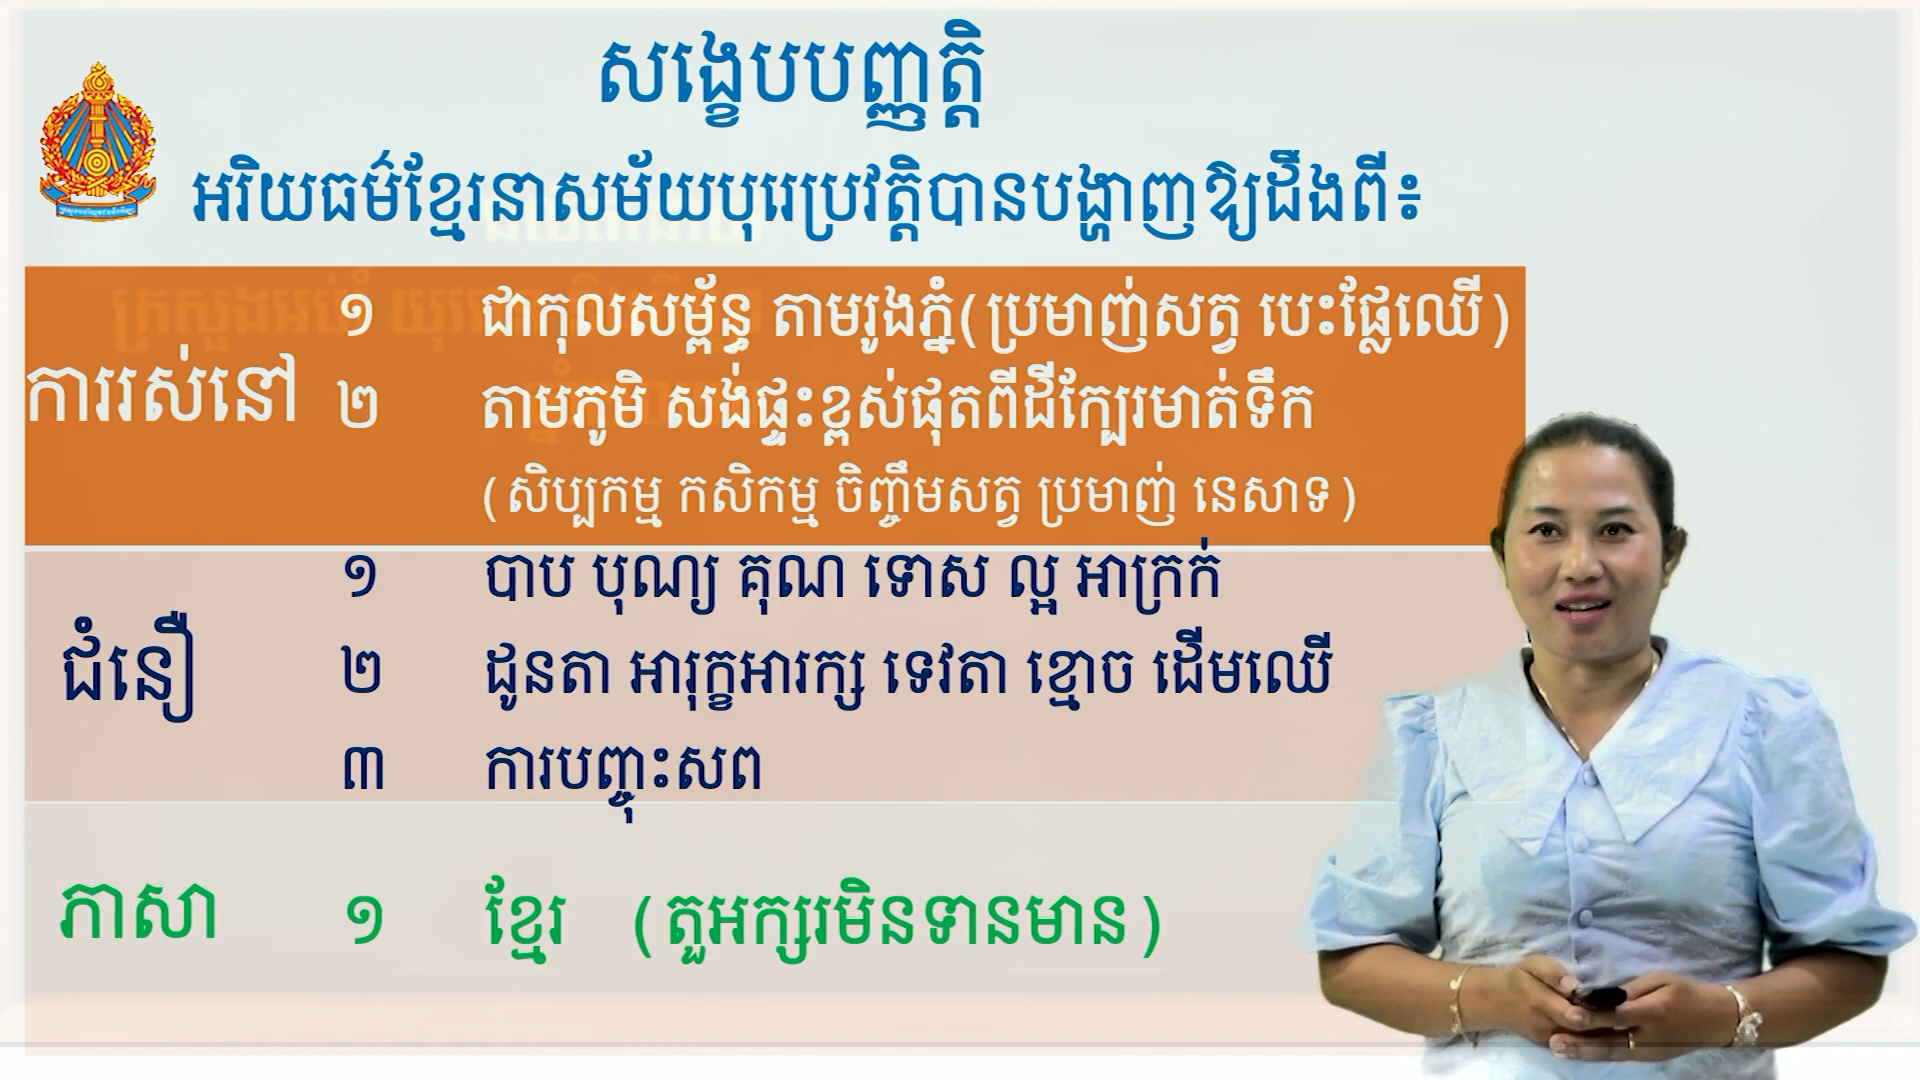 សង្ខេបបញ្ញត្តិ
អរិយធម៌ខ្មែរនាសម័យបុរេប្រវត្តិបានបង្ហាញឱ្យដឹងពី៖
ការរស់នៅ
១ ជាកុលសម្ព័ន្ធ តាមរូងភ្នំ(ប្រមាញ់សត្វ បេះផ្លែឈើ)
២ តាមភូមិ សង់ផ្ទះខ្ពស់ផុតពីដីក្បែរមាត់ទឹក
(សិប្បកម្ម កសិកម្ម ចិញ្ចឹមសត្វ ប្រមាញ់ នេសាទ)
ជំនឿ
១ បាប បុណ្យ គុណ ទោស ល្អ អាក្រក់
២ ដូនតា អារុក្ខអារក្ស ទេវតា ខ្មោច ដើមឈើ
៣ ការបញ្ចុះសព
ភាសា
១ ខ្មែរ (តួអក្សរមិនទានមាន)